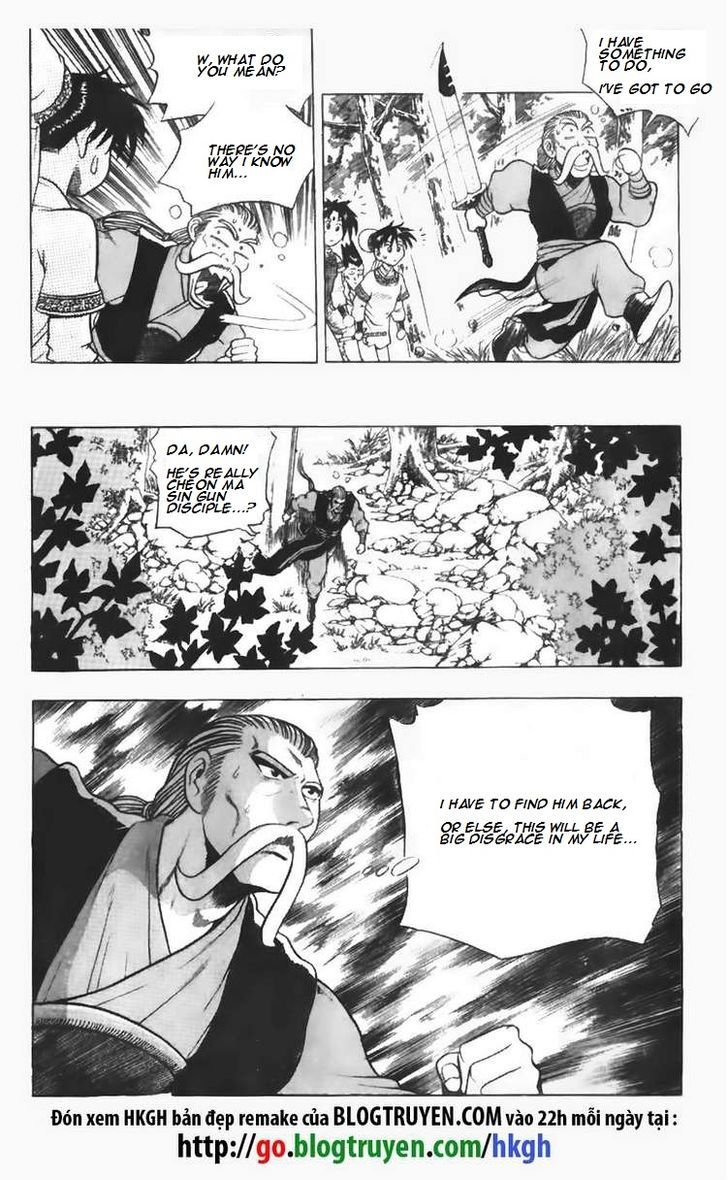 W, WHAT DO
YOU MEAN?
THERE'S NO
WAY I KNOW
HIM...
I HAVE
SOMETHING
TO DO,
I'VE GOT TO GO
DA, DAMN!
HE'S REALLY
CHEON MA
SIN GUN
DISCIPLE...?
I HAVE TO FIND HIM BACK,
OR ELSE, THIS WILL BE A
BIG DISGRACE IN MY LIFE...
Đón xem HKGH bản đẹp remake của BLOGTRUYEN.COM vào 22h mỗi ngày tại :
http://go.blogtruyen.com/hkgh